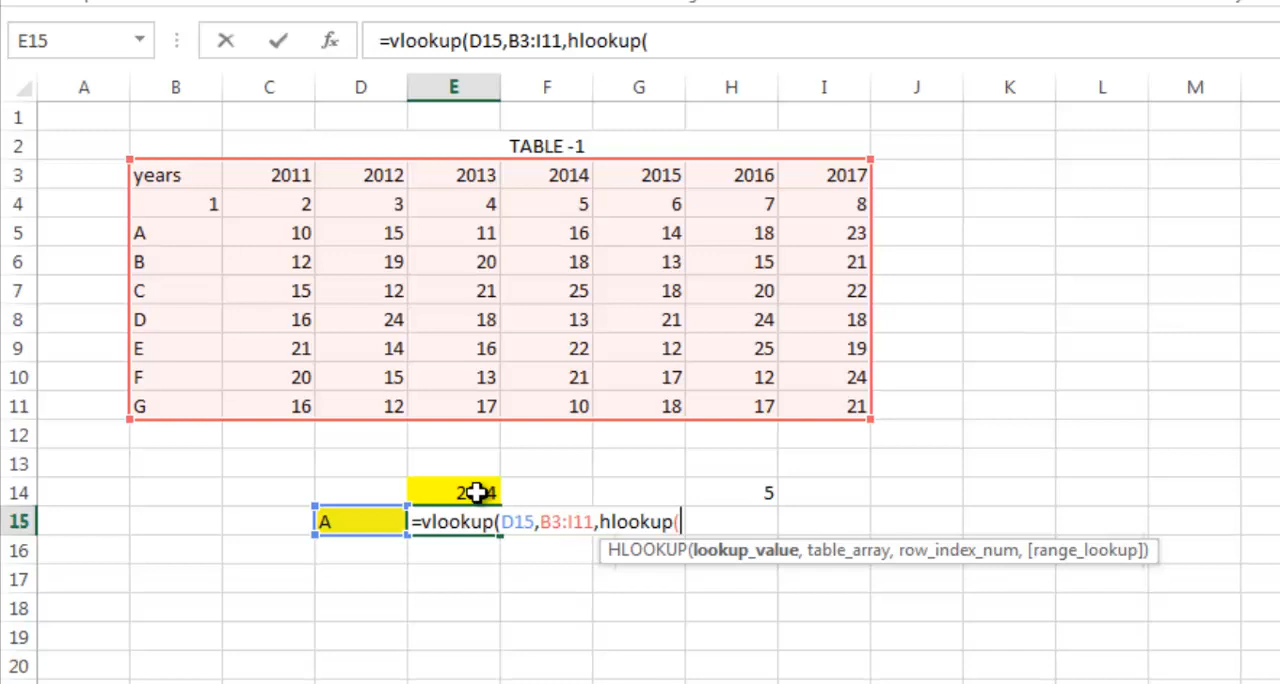 E15 =vlookup(D15,B3:I11,hlookup(
A B C D E F G H I J K L M
1
2 TABLE -1
3 years 2011 2012 2013 2014 2015 2016 2017
4 1 2 3 4 5 6 7 8
5 A 10 15 11 16 14 18 23
6 B 12 19 20 18 13 15 21
7 C 15 12 21 25 18 20 22
8 D 16 24 18 13 21 24 18
9 E 21 14 16 22 12 25 19
10 F 20 15 13 21 17 12 24
11 G 16 12 17 10 18 17 21
12
13
14 5
15 A =vlookup(D15,B3:I11,hlookup(
16 HLOOKUP(lookup_value, table_array, row_index_num, [range_lookup])
17
18
19
20